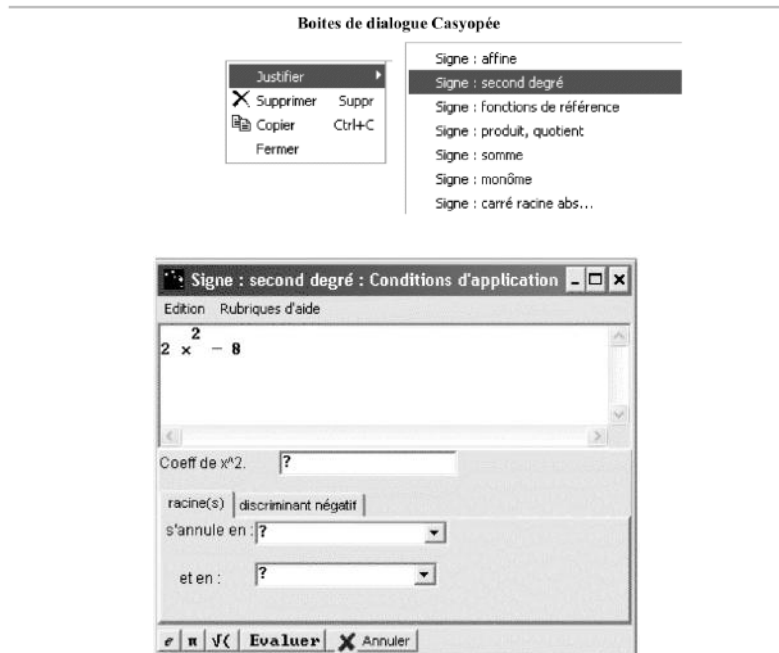 Boites de dialogue Casyopée
Justifier
Supprimer Suppr
Copier Ctrl+C
Fermer
Signe : affine
Signe : second degré
Signe : fonctions de référence
Signe : produit, quotient
Signe : somme
Signe : monôme
Signe : carré racine abs...
Signe : second degré : Conditions d'application
Edition Rubriques d'aide
2 x^2 - 8
Coeff de x^2. ?
racine(s) discriminant négatif
s'annule en : ?
et en : ?
e π √( Evaluer Annuler